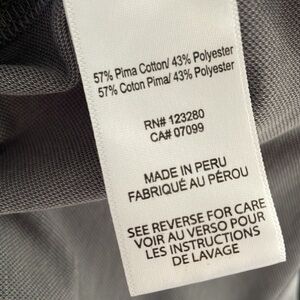 57% Pima Cotton/ 43% Polyester
57% Coton Pima/ 43% Polyester
RN# 123280
CA# 07099
MADE IN PERU
FABRIQUÉ AU PÉROU
SEE REVERSE FOR CARE
VOIR AU VERSO POUR
LES INSTRUCTIONS
DE LAVAGE